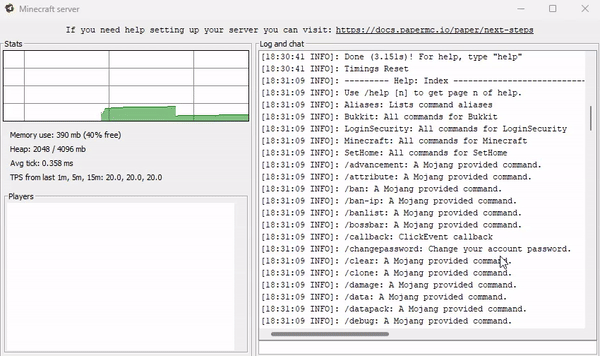 Minecraft server
If you need help setting up your server you can visit: https://docs.papermc.io/paper/next-steps
Stats
Memory use: 390 mb (40% free)
Heap: 2048 / 4096 mb
Avg tick: 0.358 ms
TPS from last 1m, 5m, 15m: 20.0, 20.0, 20.0
Players
Log and chat
[18:30:41 INFO]: Done (3.151s)! For help, type "help"
[18:30:41 INFO]: Timings Reset
[18:31:09 INFO]: --------- Help: Index ---------------------------
[18:31:09 INFO]: Use /help [n] to get page n of help.
[18:31:09 INFO]: Aliases: Lists command aliases
[18:31:09 INFO]: Bukkit: All commands for Bukkit
[18:31:09 INFO]: LoginSecurity: All commands for LoginSecurity
[18:31:09 INFO]: Minecraft: All commands for Minecraft
[18:31:09 INFO]: SetHome: All commands for SetHome
[18:31:09 INFO]: /advancement: A Mojang provided command.
[18:31:09 INFO]: /attribute: A Mojang provided command.
[18:31:09 INFO]: /ban: A Mojang provided command.
[18:31:09 INFO]: /ban-ip: A Mojang provided command.
[18:31:09 INFO]: /banlist: A Mojang provided command.
[18:31:09 INFO]: /bossbar: A Mojang provided command.
[18:31:09 INFO]: /callback: ClickEvent callback
[18:31:09 INFO]: /changepassword: Change your account password.
[18:31:09 INFO]: /clear: A Mojang provided command.
[18:31:09 INFO]: /clone: A Mojang provided command.
[18:31:09 INFO]: /damage: A Mojang provided command.
[18:31:09 INFO]: /data: A Mojang provided command.
[18:31:09 INFO]: /datapack: A Mojang provided command.
[18:31:09 INFO]: /debug: A Mojang provided command.